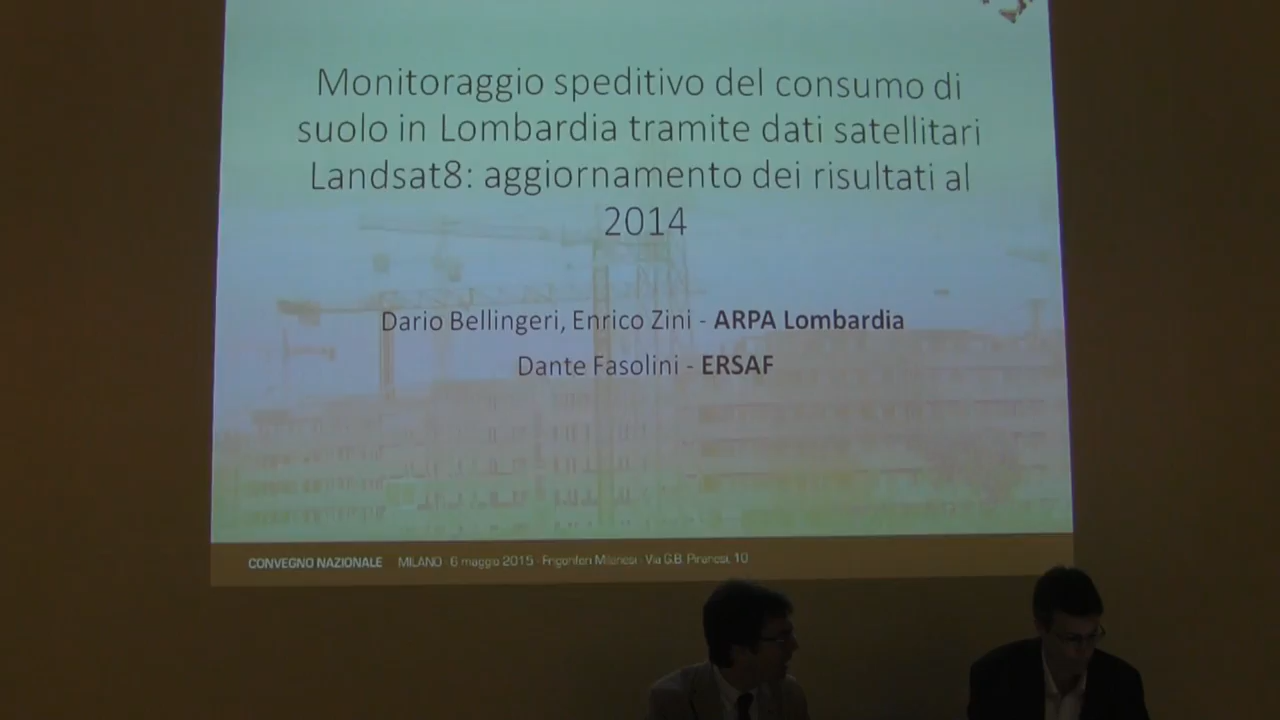 Monitoraggio speditivo del consumo di
suolo in Lombardia tramite dati satellitari
Landsat8: aggiornamento dei risultati al
2014
Dario Bellingeri, Enrico Zini - ARPA Lombardia
Dante Fasolini - ERSAF
CONVEGNO NAZIONALE MILANO · 6 maggio 2015 · Frigoriferi Milanesi · Via G.B. Piranesi, 10